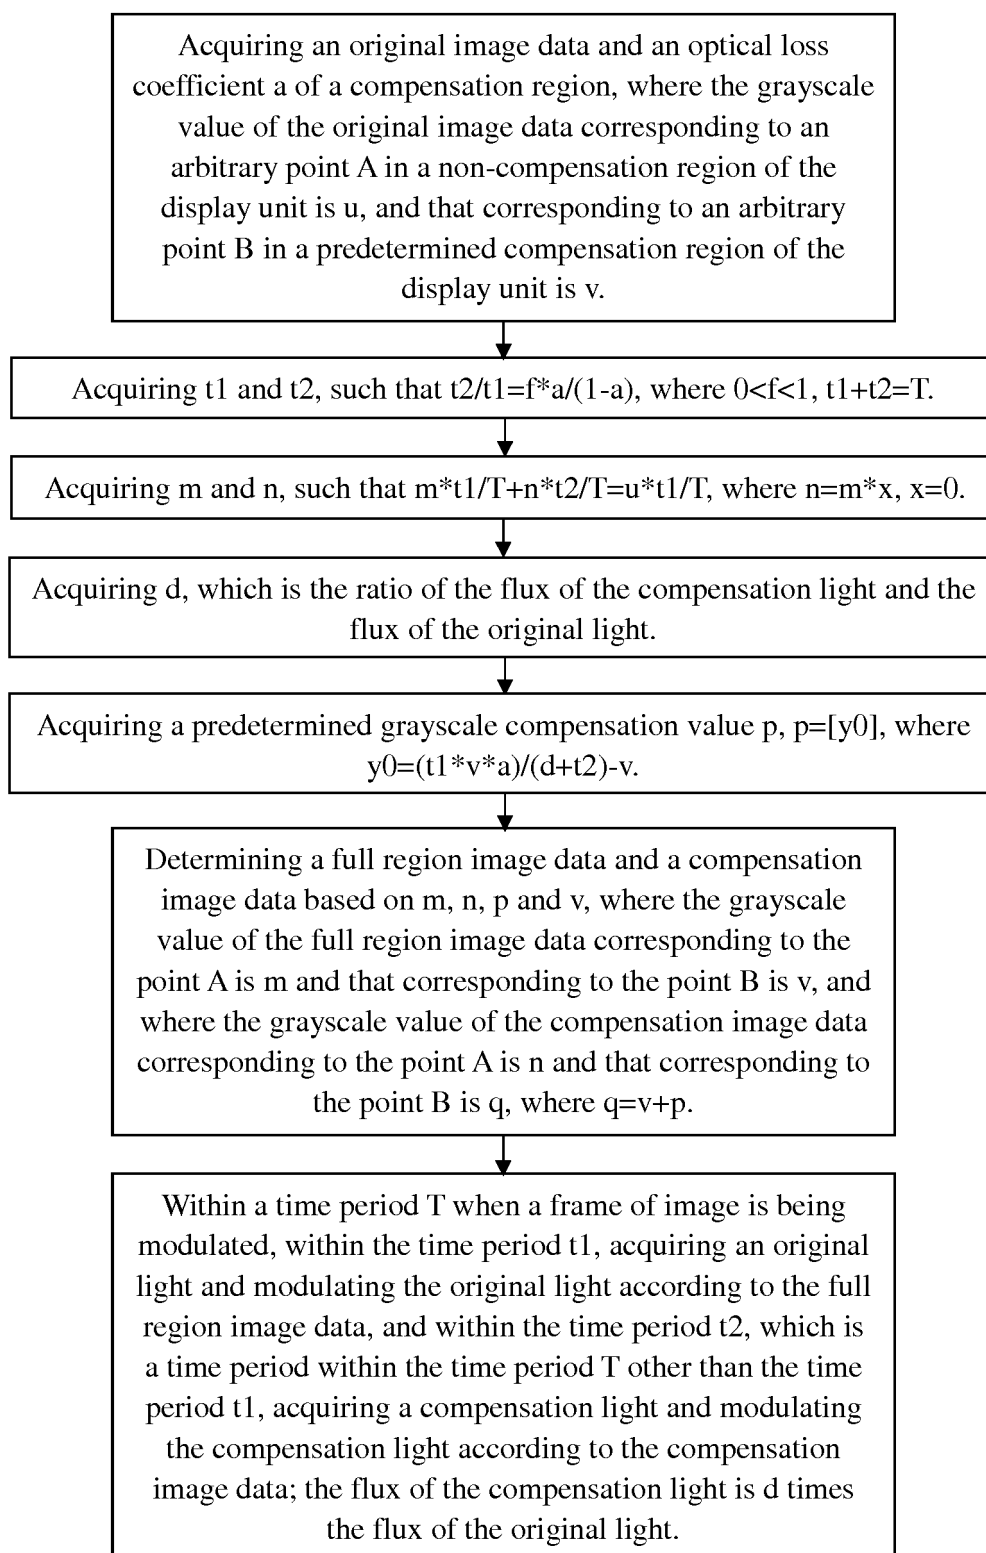 Acquiring an original image data and an optical loss
coefficient a of a compensation region, where the grayscale
value of the original image data corresponding to an
arbitrary point A in a non-compensation region of the
display unit is u, and that corresponding to an arbitrary
point B in a predetermined compensation region of the
display unit is v.
Acquiring t1 and t2, such that t2/t1=f*a/(1-a), where 0<f<1, t1+t2=T.
Acquiring m and n, such that m*t1/T+n*t2/T=u*t1/T, where n=m*x, x=0.
Acquiring d, which is the ratio of the flux of the compensation light and the
flux of the original light.
Acquiring a predetermined grayscale compensation value p, p=[y0], where
y0=(t1*v*a)/(d+t2)-v.
Determining a full region image data and a compensation
image data based on m, n, p and v, where the grayscale
value of the full region image data corresponding to the
point A is m and that corresponding to the point B is v, and
where the grayscale value of the compensation image data
corresponding to the point A is n and that corresponding to
the point B is q, where q=v+p.
Within a time period T when a frame of image is being
modulated, within the time period t1, acquiring an original
light and modulating the original light according to the full
region image data, and within the time period t2, which is
a time period within the time period T other than the time
period t1, acquiring a compensation light and modulating
the compensation light according to the compensation
image data; the flux of the compensation light is d times
the flux of the original light.